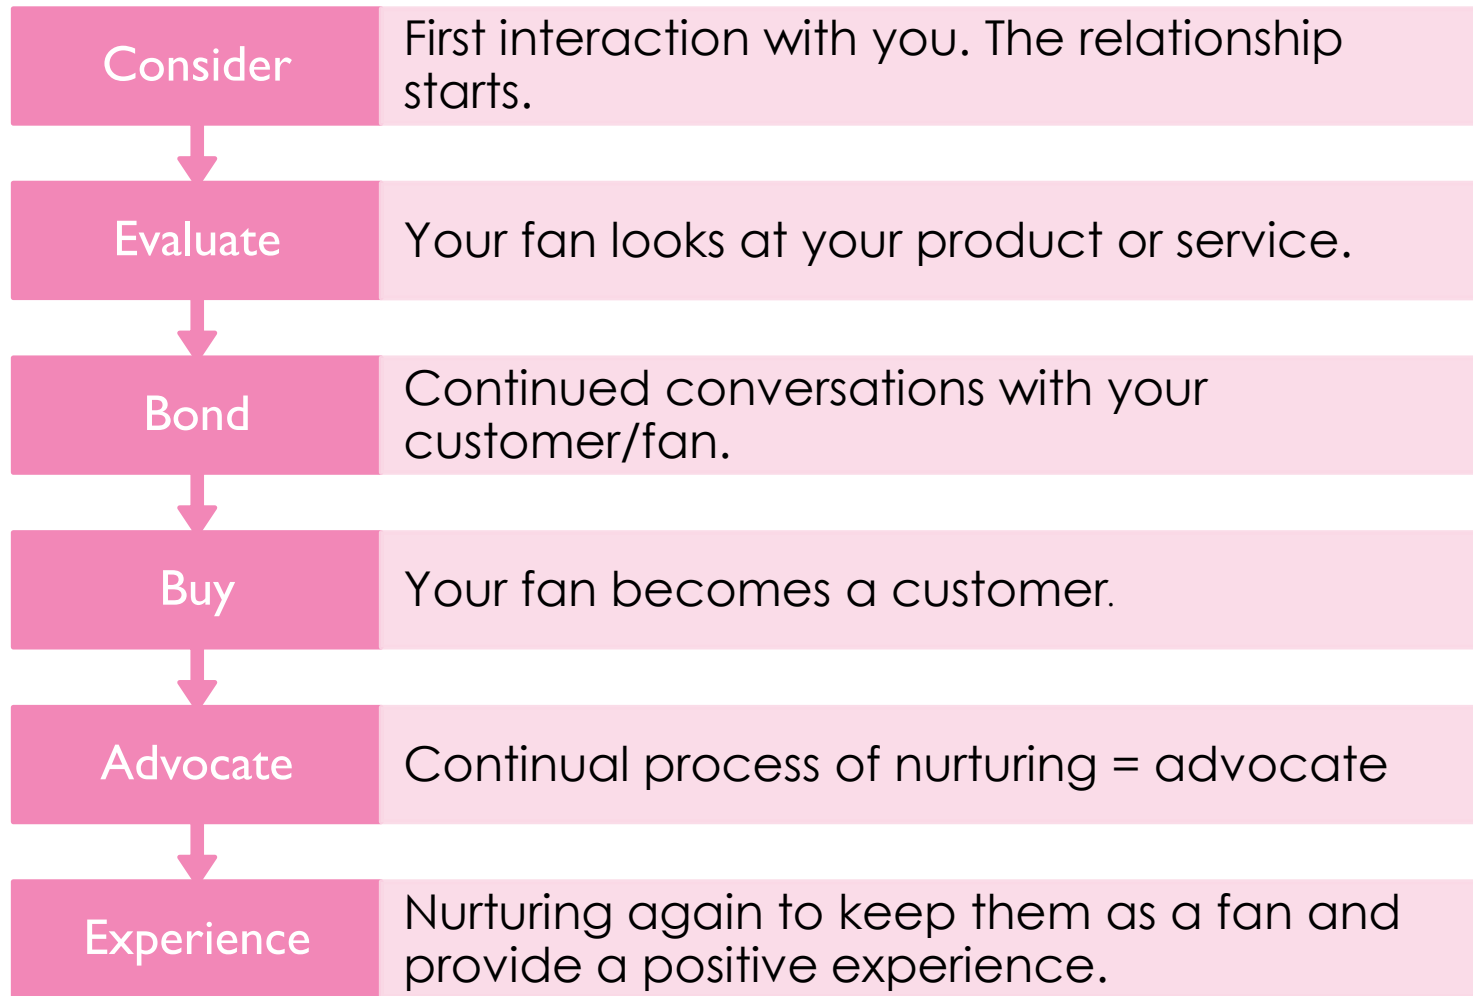 Consider
First interaction with you. The relationship
starts.
Evaluate
Your fan looks at your product or service.
Bond
Continued conversations with your
customer/fan.
Buy
Your fan becomes a customer.
Advocate
Continual process of nurturing = advocate
Experience
Nurturing again to keep them as a fan and
provide a positive experience.